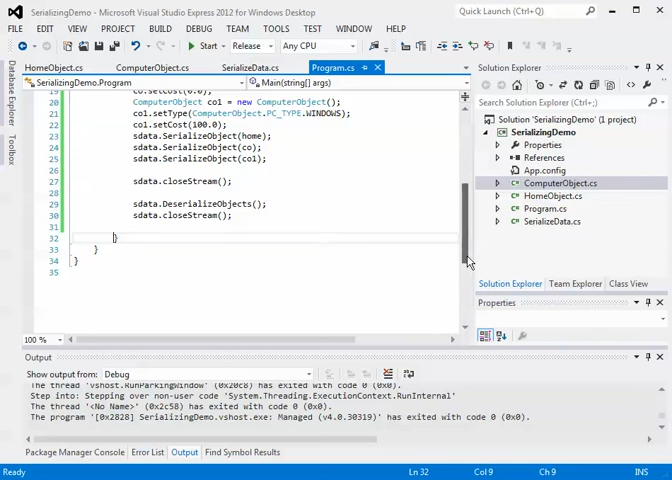 SerializingDemo - Microsoft Visual Studio Express 2012 for Windows Desktop
Quick Launch (Ctrl+Q)
FILE EDIT VIEW PROJECT BUILD DEBUG TEAM TOOLS TEST WINDOW HELP
Start Release Any CPU
HomeObject.cs ComputerObject.cs SerializeData.cs Program.cs
SerializingDemo.Program Main(string[] args)
Database Explorer
Toolbox
19 co.setCost(0.0);
20 ComputerObject co1 = new ComputerObject();
21 co1.setType(ComputerObject.PC_TYPE.WINDOWS);
22 co1.setCost(100.0);
23 sdata.SerializeObject(home);
24 sdata.SerializeObject(co);
25 sdata.SerializeObject(co1);
26
27 sdata.closeStream();
28
29 sdata.DeserializeObjects();
30 sdata.closeStream();
31
32 }
33 }
34 }
35
100 %
Solution Explorer
Search Solution Explorer (Ctrl+;)
Solution 'SerializingDemo' (1 project)
SerializingDemo
Properties
References
App.config
ComputerObject.cs
HomeObject.cs
Program.cs
SerializeData.cs
Solution Explorer Team Explorer Class View
Properties
Output
Show output from: Debug
The thread 'vshost.RunParkingWindow' (0x20c8) has exited with code 0 (0x0).
Step into: Stepping over non-user code 'System.Threading.ExecutionContext.RunInternal'
The thread '<No Name>' (0x2c58) has exited with code 0 (0x0).
The program '[0x2828] SerializingDemo.vshost.exe: Managed (v4.0.30319)' has exited with code 0 (0x0).
Package Manager Console Error List Output Find Symbol Results
Ready Ln 32 Col 9 Ch 9 INS